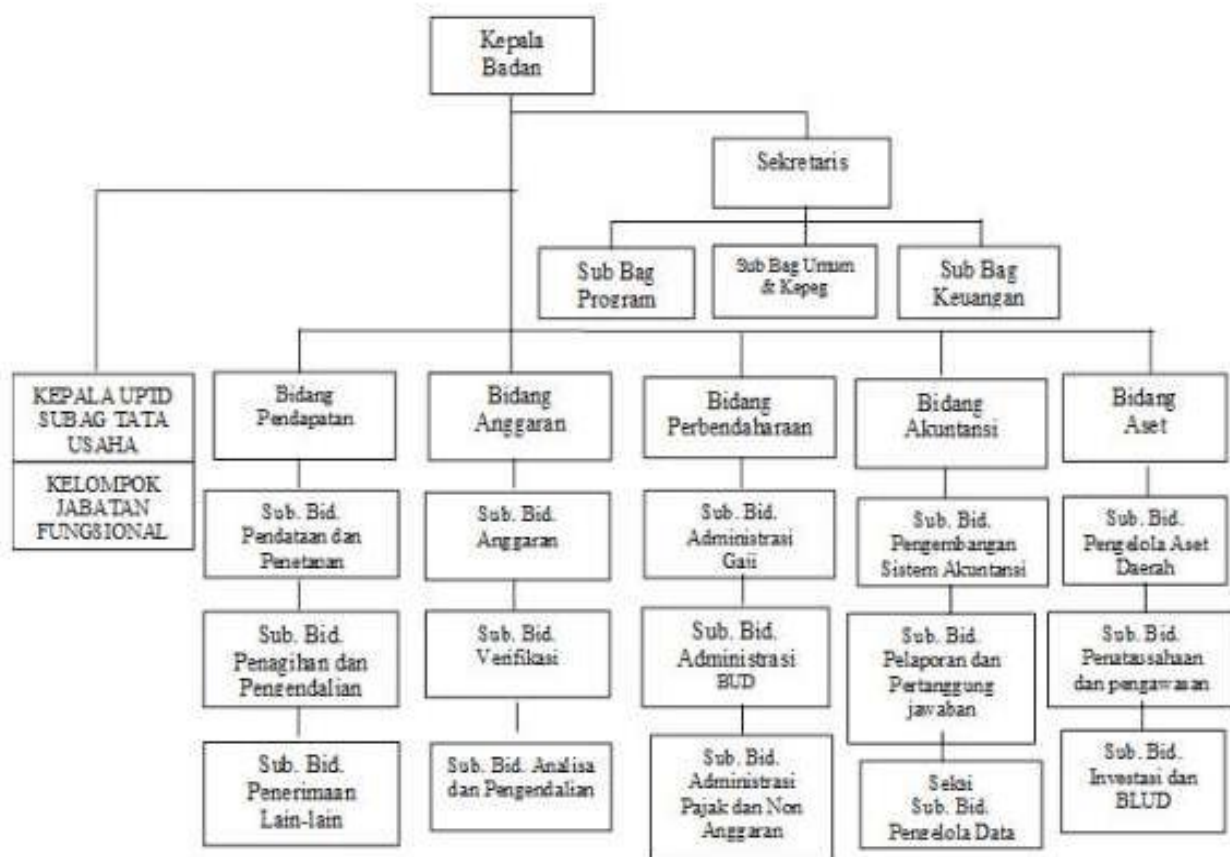 Kepala
Badan
Sekretaris
Sub Bag
Program
Sub Bag Umum
& Kepeg
Sub Bag
Keuangan
KEPALA UPTD
SUBAG TATA
USAHA
KELOMPOK
JABATAN
FUNGSIONAL
Bidang
Pendapatan
Bidang
Anggaran
Bidang
Perbendaharaan
Bidang
Akuntansi
Bidang
Aset
Sub. Bid.
Pendataan dan
Penetapan
Sub. Bid.
Anggaran
Sub. Bid.
Administrasi
Gaji
Sub. Bid.
Pengembangan
Sistem Akuntansi
Sub. Bid.
Pengelola Aset
Daerah
Sub. Bid.
Penagihan dan
Pengendalian
Sub. Bid.
Verifikasi
Sub. Bid.
Administrasi
BUD
Sub. Bid.
Pelaporan dan
Pertanggung
jawaban
Sub. Bid.
Penatassahaan
dan pengawasan
Sub. Bid.
Penerimaan
Lain-lain
Sub. Bid. Analisa
dan Pengendalian
Sub. Bid.
Administrasi
Pajak dan Non
Anggaran
Seksi
Sub. Bid.
Pengelola Data
Sub. Bid.
Investasi dan
BLUD